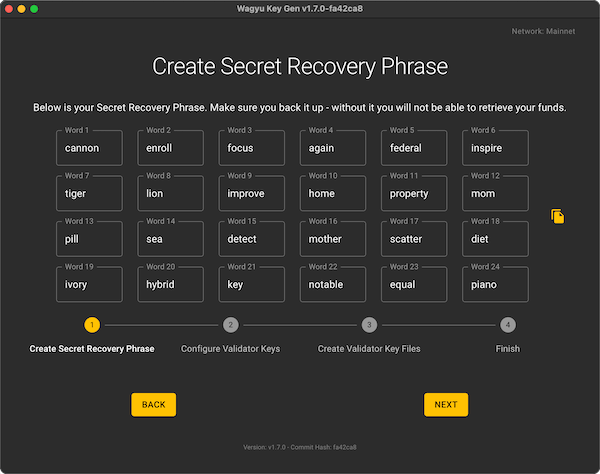 Wagyu Key Gen v1.7.0-fa42ca8
Network: Mainnet
Create Secret Recovery Phrase
Below is your Secret Recovery Phrase. Make sure you back it up - without it you will not be able to retrieve your funds.
Word 1 Word 2 Word 3 Word 4 Word 5 Word 6
cannon enroll focus again federal inspire
Word 7 Word 8 Word 9 Word 10 Word 11 Word 12
tiger lion improve home property mom
Word 13 Word 14 Word 15 Word 16 Word 17 Word 18
pill sea detect mother scatter diet
Word 19 Word 20 Word 21 Word 22 Word 23 Word 24
ivory hybrid key notable equal piano
1 2 3 4
Create Secret Recovery Phrase Configure Validator Keys Create Validator Key Files Finish
BACK NEXT
Version: v1.7.0 - Commit Hash: fa42ca8